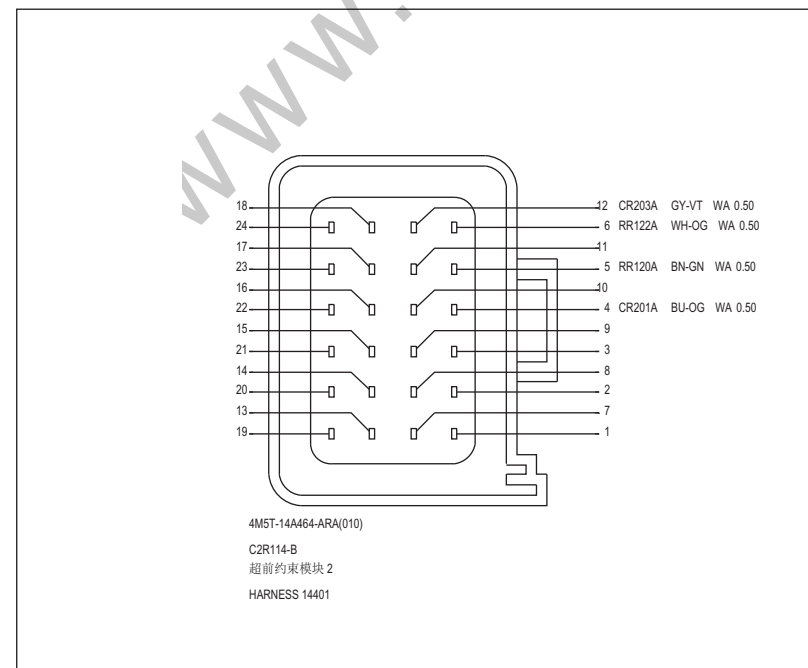 www.
18 12 CR203A GY-VT WA 0.50
24 6 RR122A WH-OG WA 0.50
17 11
23 5 RR120A BN-GN WA 0.50
16 10
22 4 CR201A BU-OG WA 0.50
15 9
21 3
14 8
20 2
13 7
19 1
4M5T-14A464-ARA(010)
C2R114-B
超前约束模块 2
HARNESS 14401